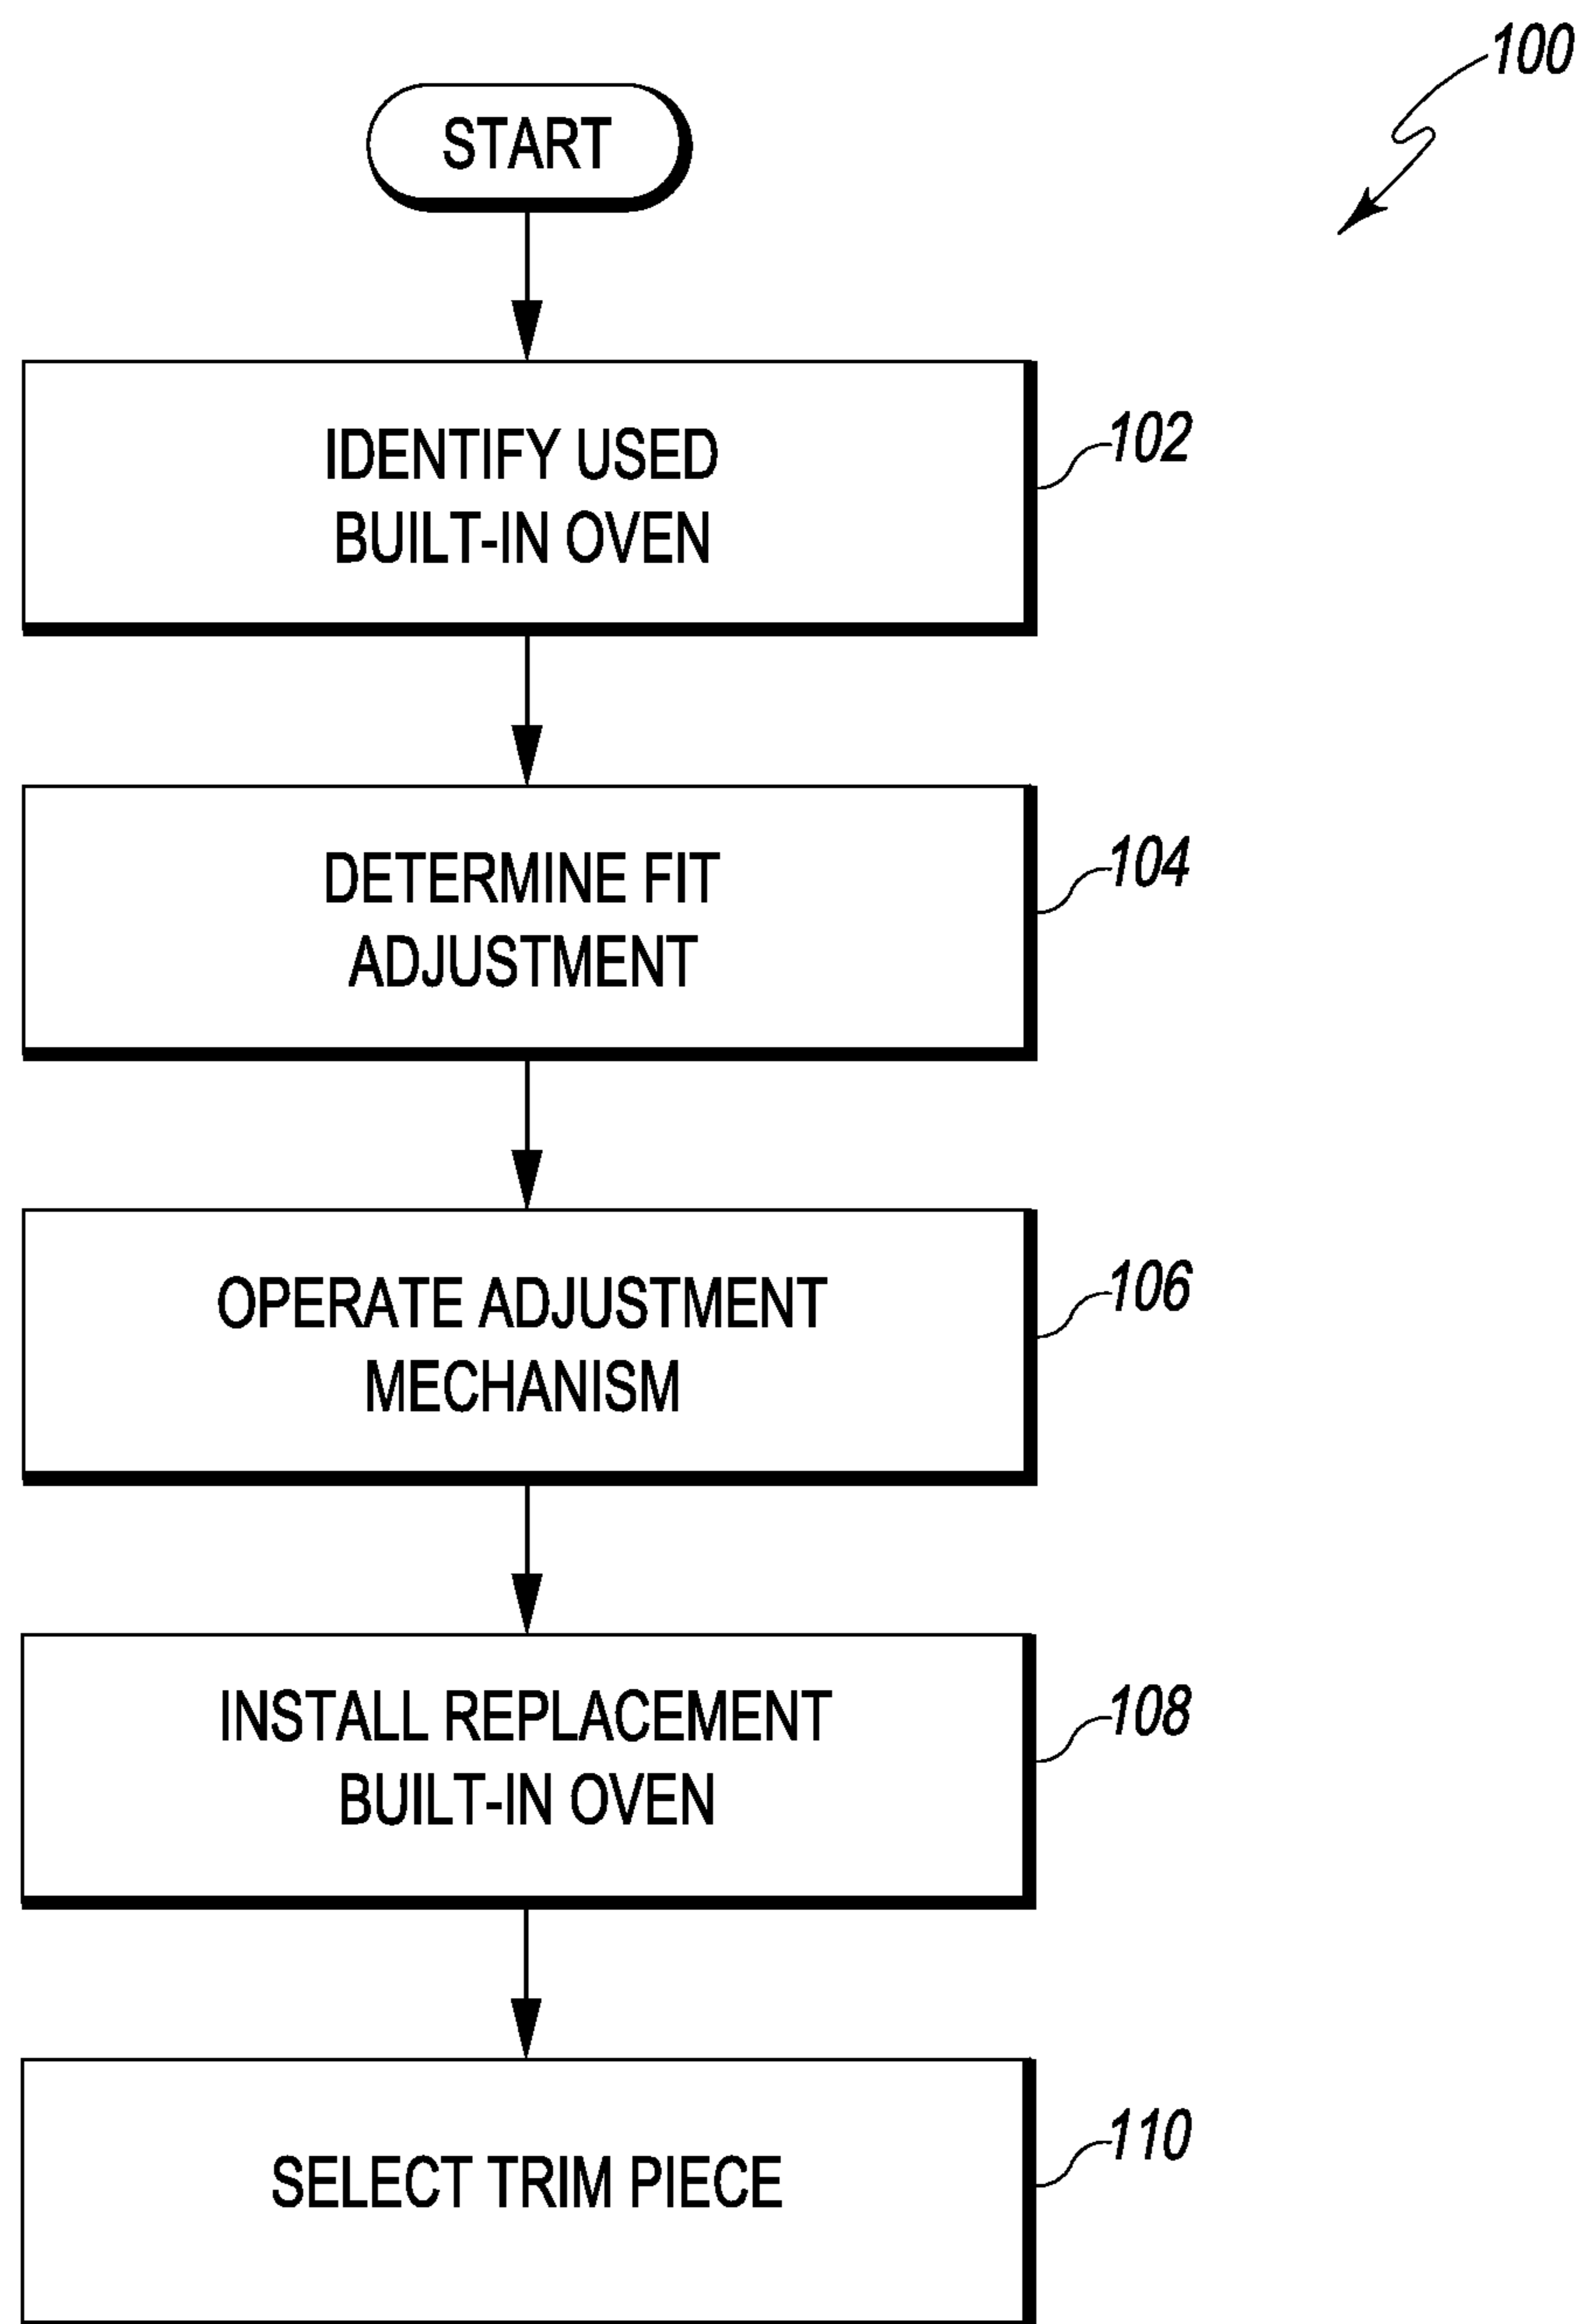 100
START
IDENTIFY USED
BUILT-IN OVEN
102
DETERMINE FIT
ADJUSTMENT
104
OPERATE ADJUSTMENT
MECHANISM
106
INSTALL REPLACEMENT
BUILT-IN OVEN
108
SELECT TRIM PIECE
110